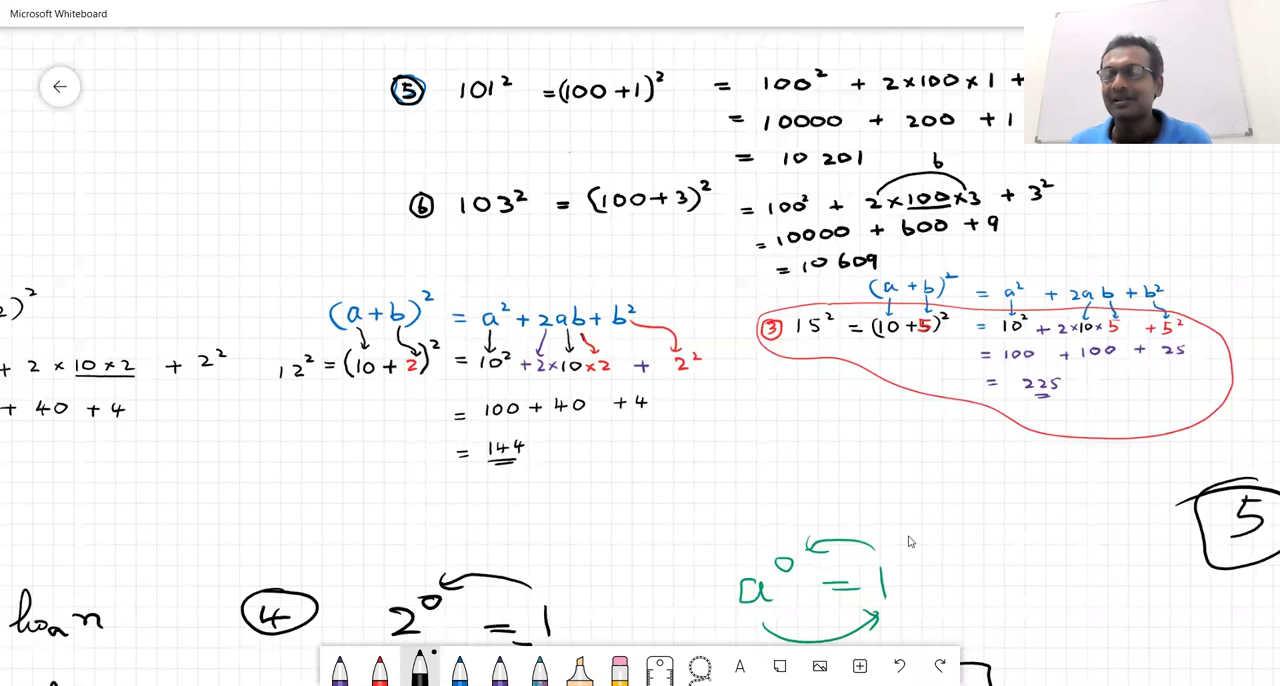 Microsoft Whiteboard
⑤ 101² = (100 + 1)² = 100² + 2 × 100 × 1 +
= 10000 + 200 + 1
= 10 201
6
⑥ 103² = (100 + 3)² = 100² + 2 × 100 × 3 + 3²
= 10000 + 600 + 9
= 10 609
)²
+ 2 × 10 × 2 + 2²
+ 40 + 4
(a + b)² = a² + 2ab + b²
12² = (10 + 2)² = 10² + 2 × 10 × 2 + 2²
= 100 + 40 + 4
= 144
(a + b)² = a² + 2ab + b²
③ 15² = (10 + 5)² = 10² + 2 × 10 × 5 + 5²
= 100 + 100 + 25
= 225
5
a⁰ = 1
④ 2⁰ = 1
A